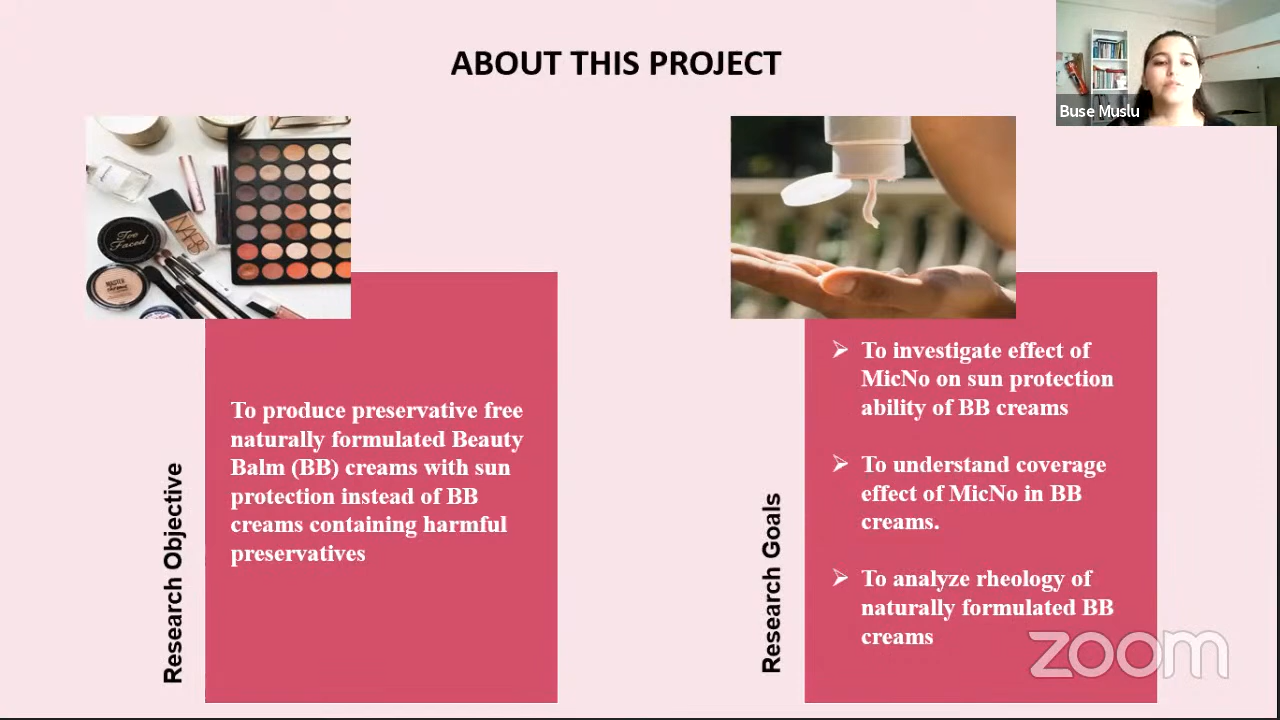 ABOUT THIS PROJECT
Buse Muslu
Too
Faced
NARS
MASTER
Research Objective
To produce preservative free
naturally formulated Beauty
Balm (BB) creams with sun
protection instead of BB
creams containing harmful
preservatives
Research Goals
➢ To investigate effect of
MicNo on sun protection
ability of BB creams
➢ To understand coverage
effect of MicNo in BB
creams.
➢ To analyze rheology of
naturally formulated BB
creams
zoom